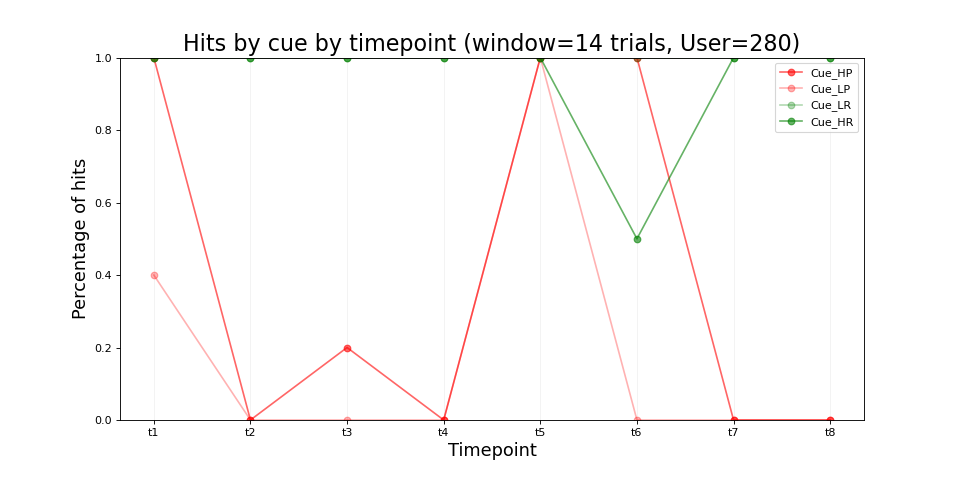 Hits by cue by timepoint (window=14 trials, User=280)
Percentage of hits
1.0
0.8
0.6
0.4
0.2
0.0
Cue_HP
Cue_LP
Cue_LR
Cue_HR
t1 t2 t3 t4 t5 t6 t7 t8
Timepoint